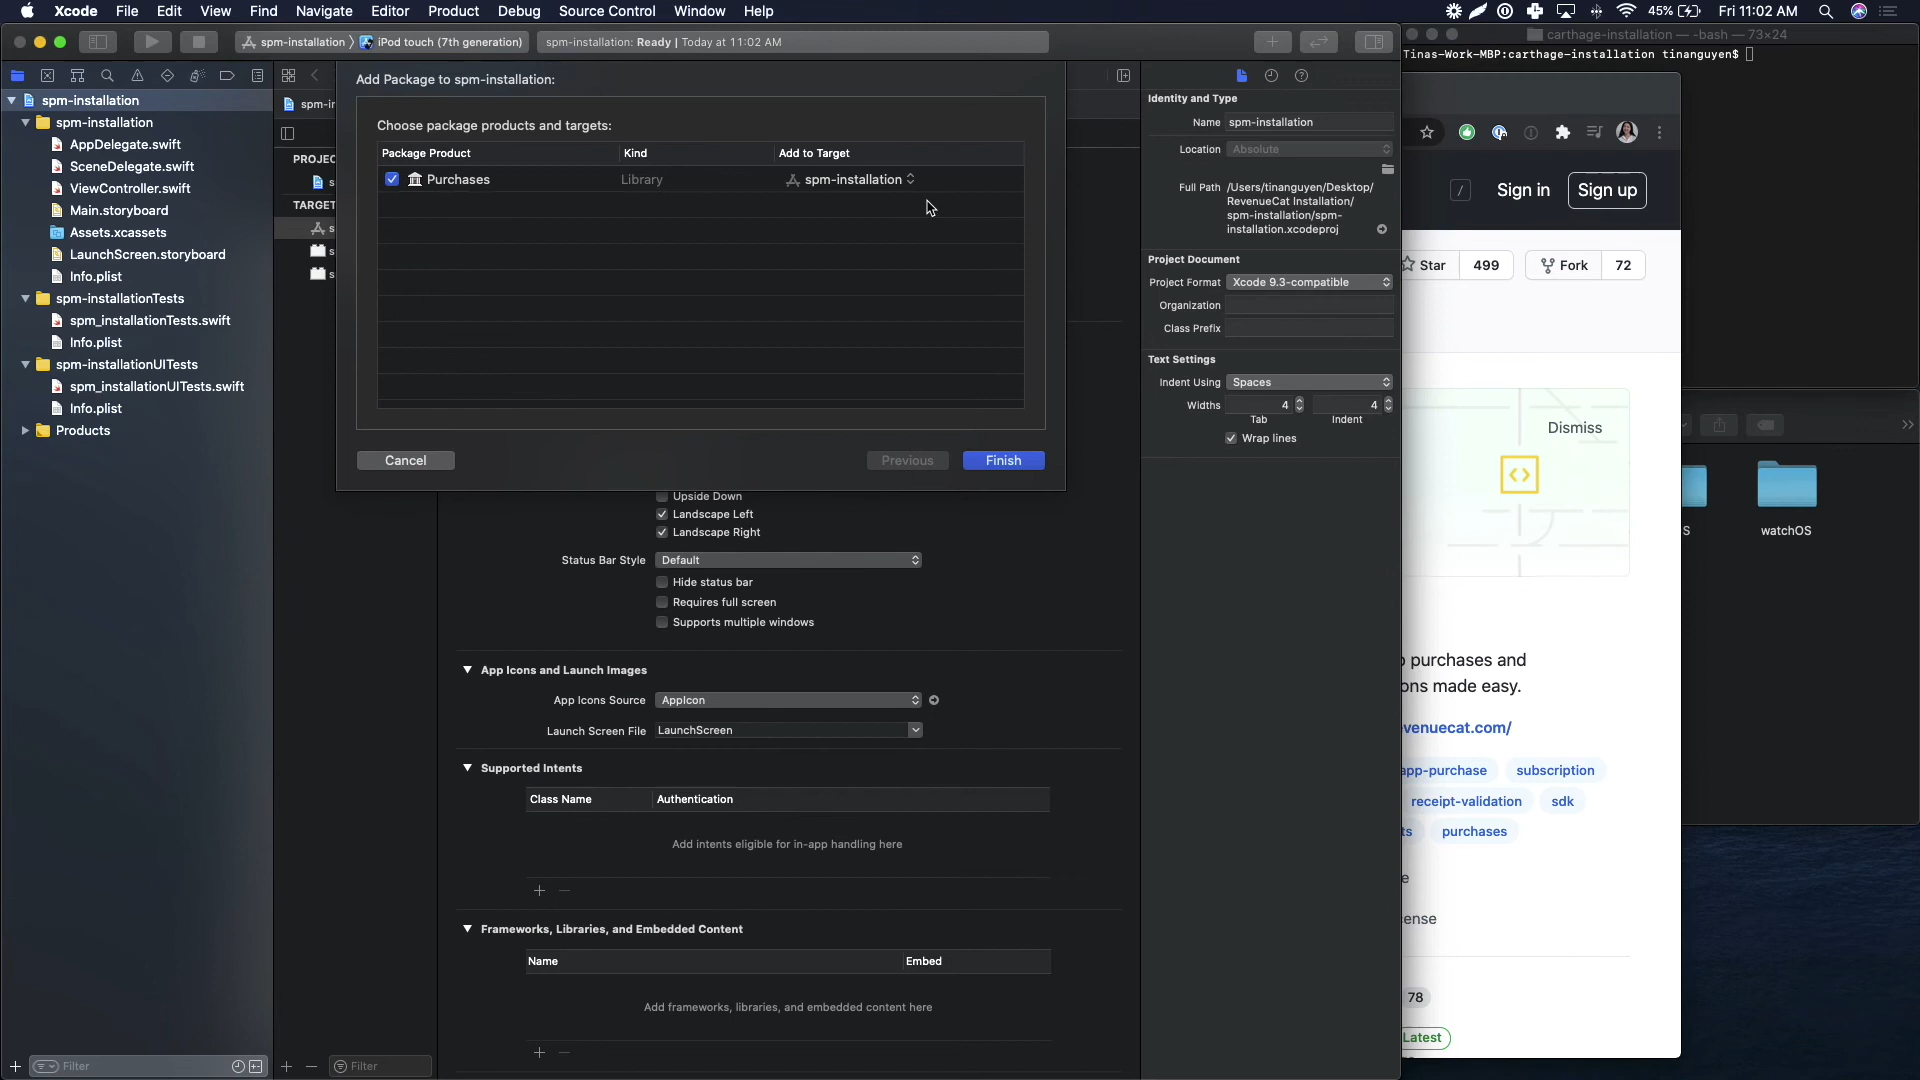 Xcode File Edit View Find Navigate Editor Product Debug Source Control Window Help
45% Fri 11:02 AM
spm-installation iPod touch (7th generation)
spm-installation: Ready | Today at 11:02 AM
carthage-installation — -bash — 73×24
Tinas-Work-MBP:carthage-installation tinanguyen$
spm-installation
spm-installation
AppDelegate.swift
SceneDelegate.swift
ViewController.swift
Main.storyboard
Assets.xcassets
LaunchScreen.storyboard
Info.plist
spm-installationTests
spm_installationTests.swift
Info.plist
spm-installationUITests
spm_installationUITests.swift
Info.plist
Products
Filter
spm-in
PROJEC
s
TARGET
s
s
s
Filter
Add Package to spm-installation:
Choose package products and targets:
Package Product Kind Add to Target
Purchases Library spm-installation
Cancel Previous Finish
Upside Down
Landscape Left
Landscape Right
Status Bar Style Default
Hide status bar
Requires full screen
Supports multiple windows
App Icons and Launch Images
App Icons Source AppIcon
Launch Screen File LaunchScreen
Supported Intents
Class Name Authentication
Add intents eligible for in-app handling here
Frameworks, Libraries, and Embedded Content
Name Embed
Add frameworks, libraries, and embedded content here
Identity and Type
Name spm-installation
Location Absolute
Full Path /Users/tinanguyen/Desktop/
RevenueCat Installation/
spm-installation/spm-
installation.xcodeproj
Project Document
Project Format Xcode 9.3-compatible
Organization
Class Prefix
Text Settings
Indent Using Spaces
Widths 4 4
Tab Indent
Wrap lines
/ Sign in Sign up
Star 499 Fork 72
Dismiss
purchases and
ons made easy.
evenuecat.com/
app-purchase subscription
receipt-validation sdk
ts purchases
e
cense
78
Latest
S watchOS